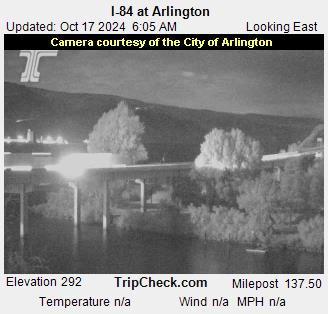 I-84 at Arlington
Updated: Oct 17 2024 6:05 AM Looking East
Camera courtesy of the City of Arlington
Elevation 292 TripCheck.com Milepost 137.50
Temperature n/a Wind n/a MPH n/a